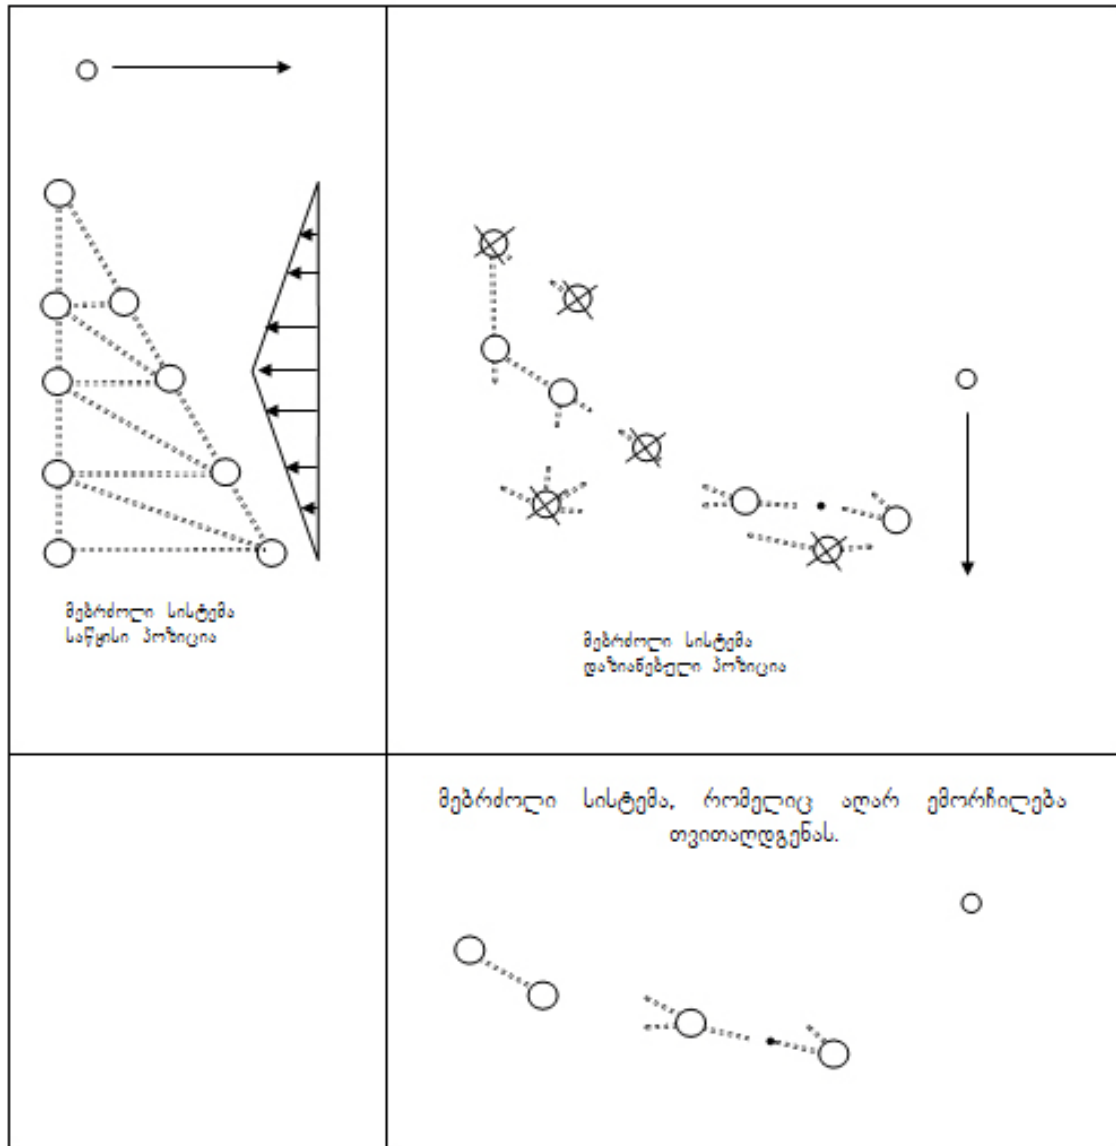 მებრძოლი სისტემა
საწყისი პოზიცია
მებრძოლი სისტემა
დაზიანებული პოზიცია
მებრძოლი სისტემა, რომელიც აღარ ემორჩილება
თვითაღდგენას.